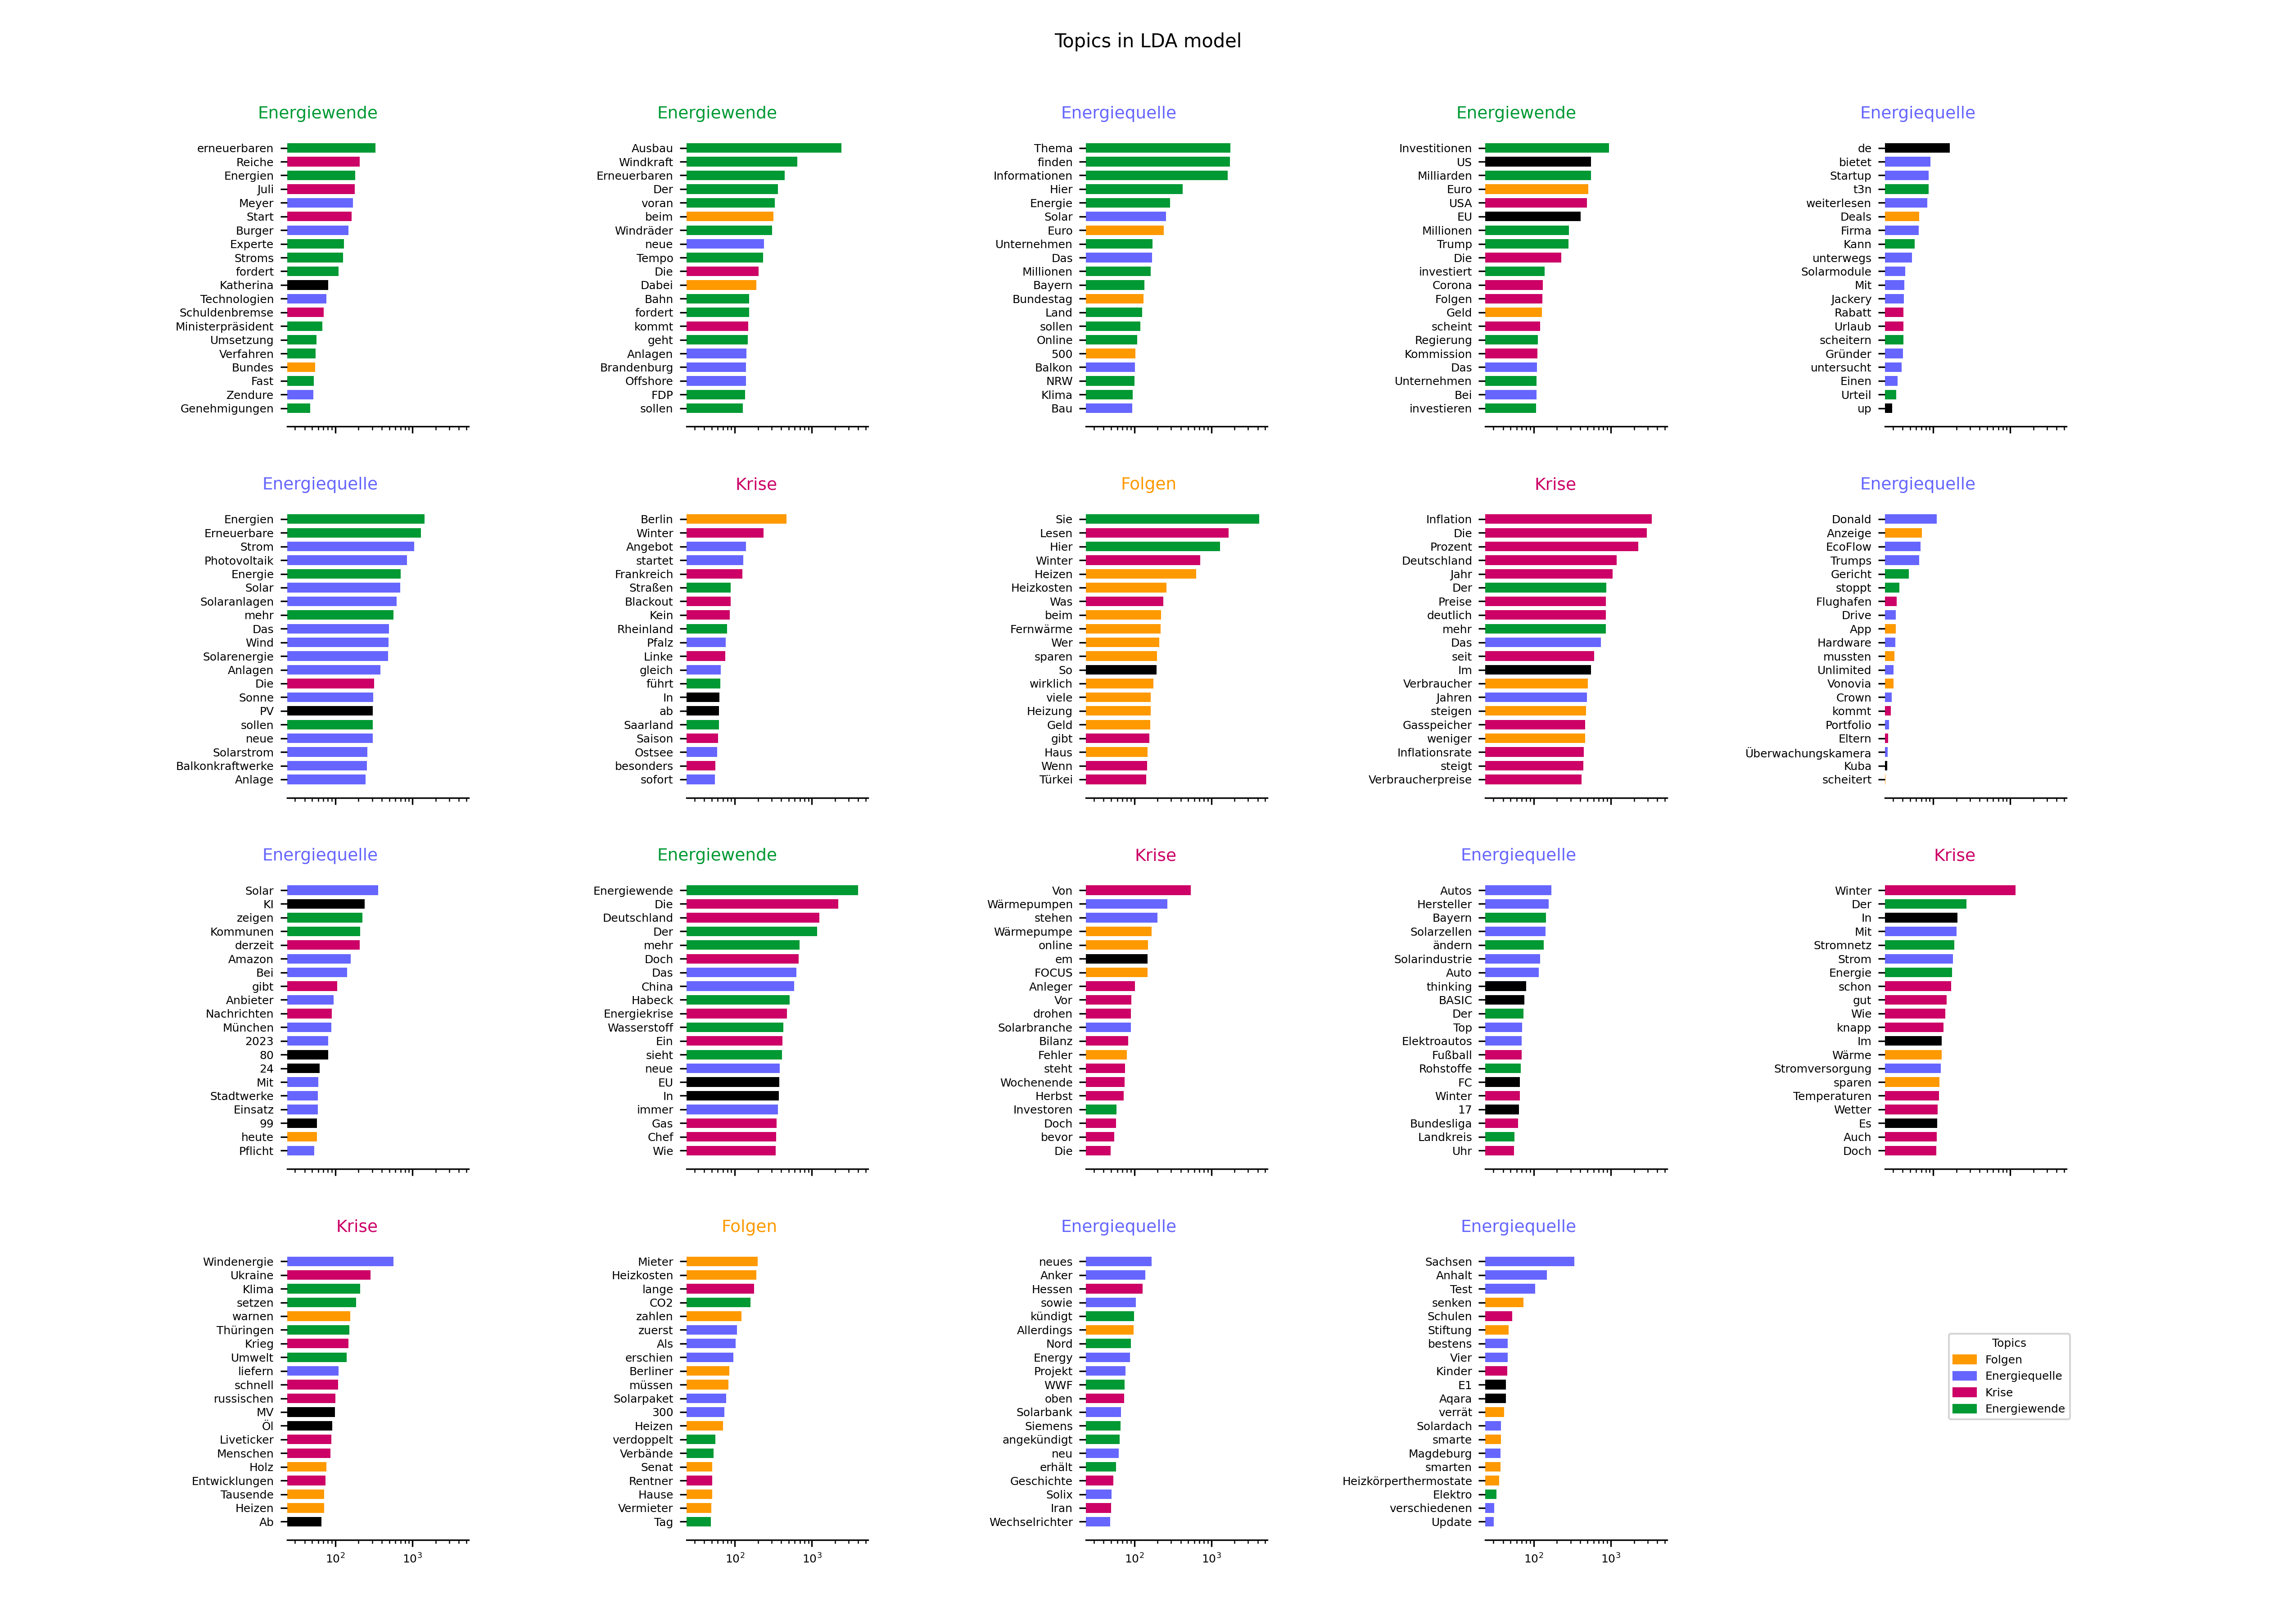 Topics in LDA model
Energiewende
erneuerbaren
Reiche
Energien
Juli
Meyer
Start
Burger
Experte
Stroms
fordert
Katherina
Technologien
Schuldenbremse
Ministerpräsident
Umsetzung
Verfahren
Bundes
Fast
Zendure
Genehmigungen
Energiewende
Ausbau
Windkraft
Erneuerbaren
Der
voran
beim
Windräder
neue
Tempo
Die
Dabei
Bahn
fordert
kommt
geht
Anlagen
Brandenburg
Offshore
FDP
sollen
Energiequelle
Thema
finden
Informationen
Hier
Energie
Solar
Euro
Unternehmen
Das
Millionen
Bayern
Bundestag
Land
sollen
Online
500
Balkon
NRW
Klima
Bau
Energiewende
Investitionen
US
Milliarden
Euro
USA
EU
Millionen
Trump
Die
investiert
Corona
Folgen
Geld
scheint
Regierung
Kommission
Das
Unternehmen
Bei
investieren
Energiequelle
de
bietet
Startup
t3n
weiterlesen
Deals
Firma
Kann
unterwegs
Solarmodule
Mit
Jackery
Rabatt
Urlaub
scheitern
Gründer
untersucht
Einen
Urteil
up
Energiequelle
Energien
Erneuerbare
Strom
Photovoltaik
Energie
Solar
Solaranlagen
mehr
Das
Wind
Solarenergie
Anlagen
Die
Sonne
PV
sollen
neue
Solarstrom
Balkonkraftwerke
Anlage
Krise
Berlin
Winter
Angebot
startet
Frankreich
Straßen
Blackout
Kein
Rheinland
Pfalz
Linke
gleich
führt
In
ab
Saarland
Saison
Ostsee
besonders
sofort
Folgen
Sie
Lesen
Hier
Winter
Heizen
Heizkosten
Was
beim
Fernwärme
Wer
sparen
So
wirklich
viele
Heizung
Geld
gibt
Haus
Wenn
Türkei
Krise
Inflation
Die
Prozent
Deutschland
Jahr
Der
Preise
deutlich
mehr
Das
seit
Im
Verbraucher
Jahren
steigen
Gasspeicher
weniger
Inflationsrate
steigt
Verbraucherpreise
Energiequelle
Donald
Anzeige
EcoFlow
Trumps
Gericht
stoppt
Flughafen
Drive
App
Hardware
mussten
Unlimited
Vonovia
Crown
kommt
Portfolio
Eltern
Überwachungskamera
Kuba
scheitert
Energiequelle
Solar
KI
zeigen
Kommunen
derzeit
Amazon
Bei
gibt
Anbieter
Nachrichten
München
2023
80
24
Mit
Stadtwerke
Einsatz
99
heute
Pflicht
Energiewende
Energiewende
Die
Deutschland
Der
mehr
Doch
Das
China
Habeck
Energiekrise
Wasserstoff
Ein
sieht
neue
EU
In
immer
Gas
Chef
Wie
Krise
Von
Wärmepumpen
stehen
Wärmepumpe
online
em
FOCUS
Anleger
Vor
drohen
Solarbranche
Bilanz
Fehler
steht
Wochenende
Herbst
Investoren
Doch
bevor
Die
Energiequelle
Autos
Hersteller
Bayern
Solarzellen
ändern
Solarindustrie
Auto
thinking
BASIC
Der
Top
Elektroautos
Fußball
Rohstoffe
FC
Winter
17
Bundesliga
Landkreis
Uhr
Krise
Winter
Der
In
Mit
Stromnetz
Strom
Energie
schon
gut
Wie
knapp
Im
Wärme
Stromversorgung
sparen
Temperaturen
Wetter
Es
Auch
Doch
Krise
Windenergie
Ukraine
Klima
setzen
warnen
Thüringen
Krieg
Umwelt
liefern
schnell
russischen
MV
Öl
Liveticker
Menschen
Holz
Entwicklungen
Tausende
Heizen
Ab
10² 10³
Folgen
Mieter
Heizkosten
lange
CO2
zahlen
zuerst
Als
erschien
Berliner
müssen
Solarpaket
300
Heizen
verdoppelt
Verbände
Senat
Rentner
Hause
Vermieter
Tag
10² 10³
Energiequelle
neues
Anker
Hessen
sowie
kündigt
Allerdings
Nord
Energy
Projekt
WWF
oben
Solarbank
Siemens
angekündigt
neu
erhält
Geschichte
Solix
Iran
Wechselrichter
10² 10³
Energiequelle
Sachsen
Anhalt
Test
senken
Schulen
Stiftung
bestens
Vier
Kinder
E1
Aqara
verrät
Solardach
smarte
Magdeburg
smarten
Heizkörperthermostate
Elektro
verschiedenen
Update
10² 10³
Topics
Folgen
Energiequelle
Krise
Energiewende